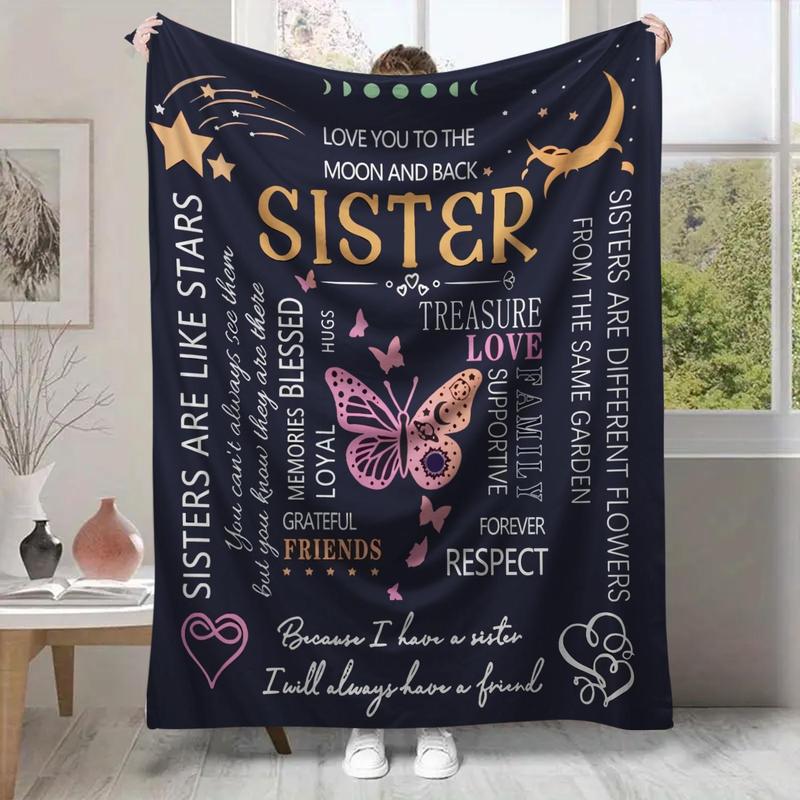 LOVE YOU TO THE
MOON AND BACK
SISTER
SISTERS ARE LIKE STARS
You can't always see them
but you know they are there
MEMORIES BLESSED
LOYAL
HUGS
GRATEFUL
FRIENDS
TREASURE
LOVE
SUPPORTIVE
FAMILY
FOREVER
RESPECT
SISTERS ARE DIFFERENT FLOWERS
FROM THE SAME GARDEN
Because I have a sister
I will always have a friend